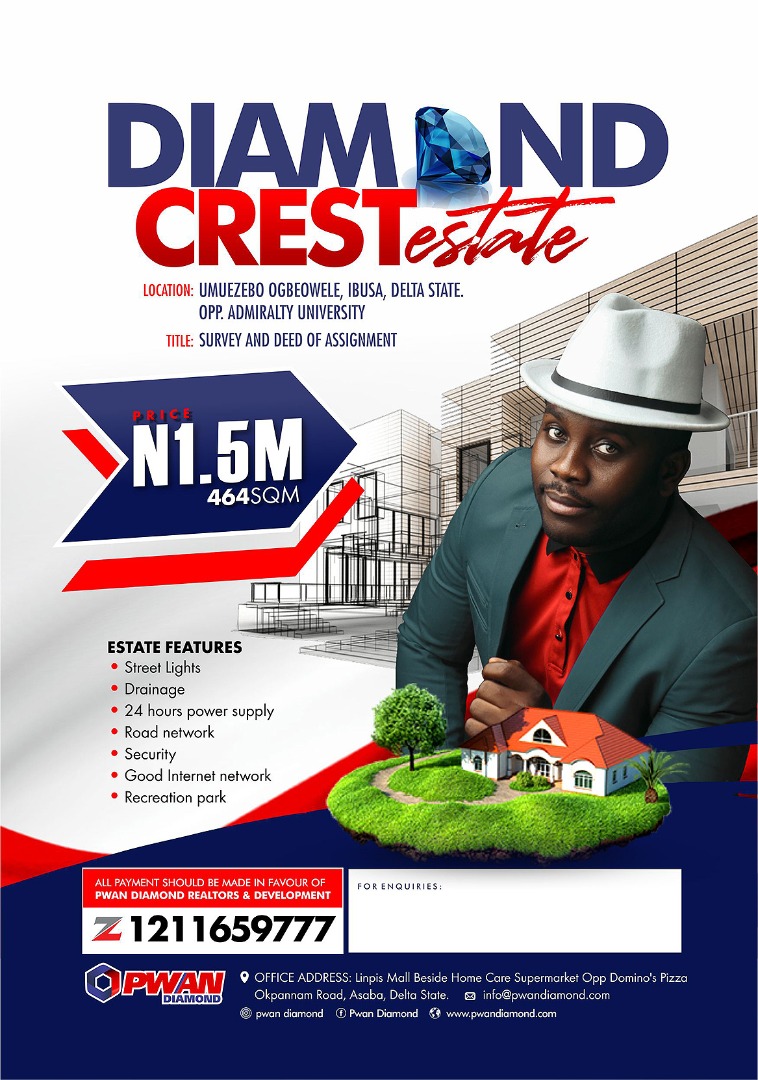 DIAMOND
CREST estate
LOCATION: UMUEZEBO OGBEOWELE, IBUSA, DELTA STATE.
OPP. ADMIRALTY UNIVERSITY
TITLE: SURVEY AND DEED OF ASSIGNMENT
PRICE
N1.5M
464SQM
ESTATE FEATURES
• Street Lights
• Drainage
• 24 hours power supply
• Road network
• Security
• Good Internet network
• Recreation park
ALL PAYMENT SHOULD BE MADE IN FAVOUR OF
PWAN DIAMOND REALTORS & DEVELOPMENT
Z 1211659777
FOR ENQUIRIES:
PWAN
DIAMOND
OFFICE ADDRESS: Linpis Mall Beside Home Care Supermarket Opp Domino's Pizza
Okpannam Road, Asaba, Delta State. info@pwandiamond.com
pwan diamond Pwan Diamond www.pwandiamond.com